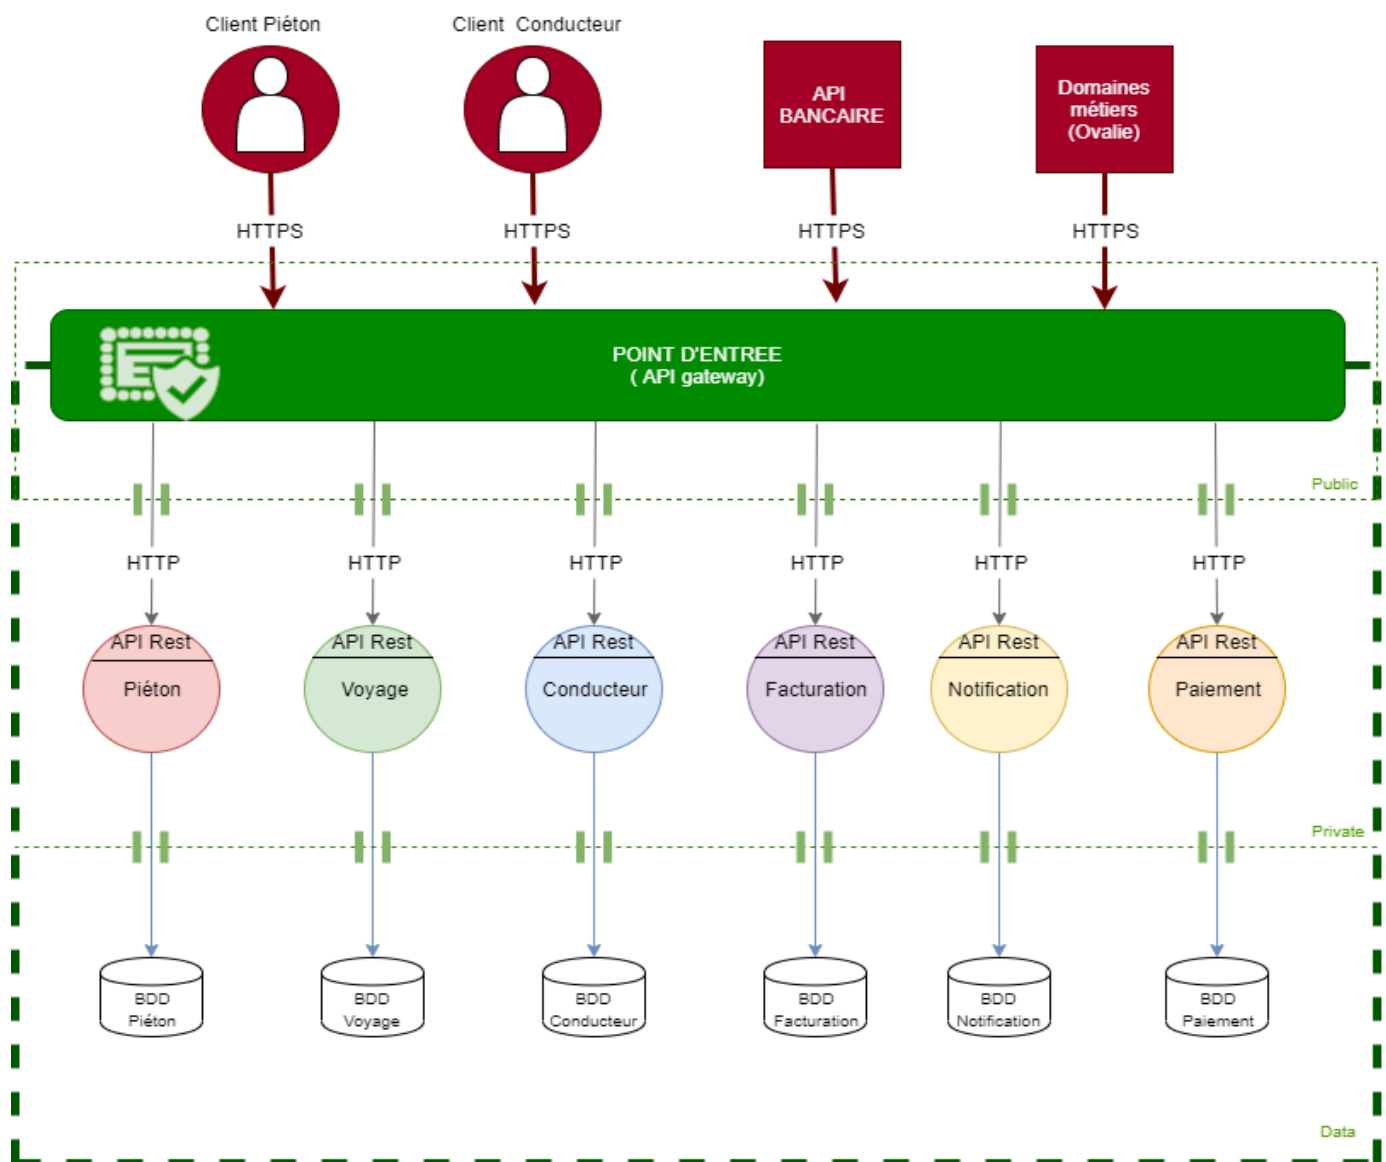 Client Piéton
Client  Conducteur
API
BANCAIRE
Domaines
métiers
(Ovalie)
HTTPS
HTTPS
HTTPS
HTTPS
POINT D'ENTREE
( API gateway)
Public
HTTP
HTTP
HTTP
HTTP
HTTP
HTTP
API Rest
Piéton
API Rest
Voyage
API Rest
Conducteur
API Rest
Facturation
API Rest
Notification
API Rest
Paiement
Private
BDD
Piéton
BDD
Voyage
BDD
Conducteur
BDD
Facturation
BDD
Notification
BDD
Paiement
Data